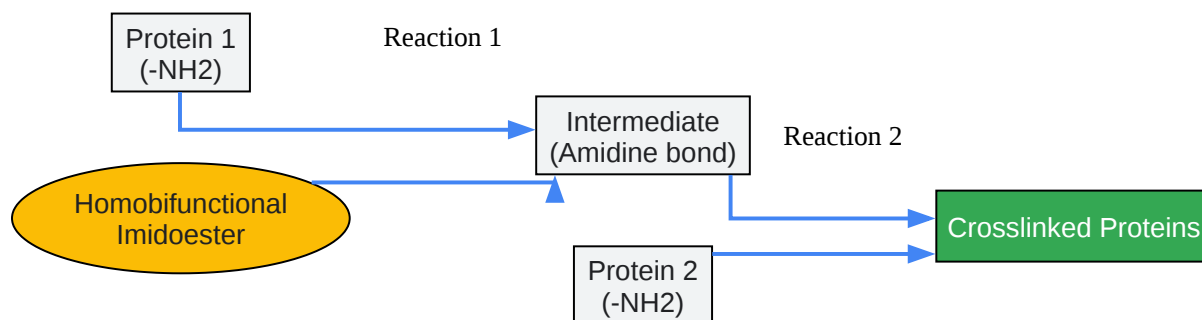 Protein 1
(-NH2)
Reaction 1
Homobifunctional
Imidoester
Intermediate
(Amidine bond)
Reaction 2
Protein 2
(-NH2)
Crosslinked Proteins